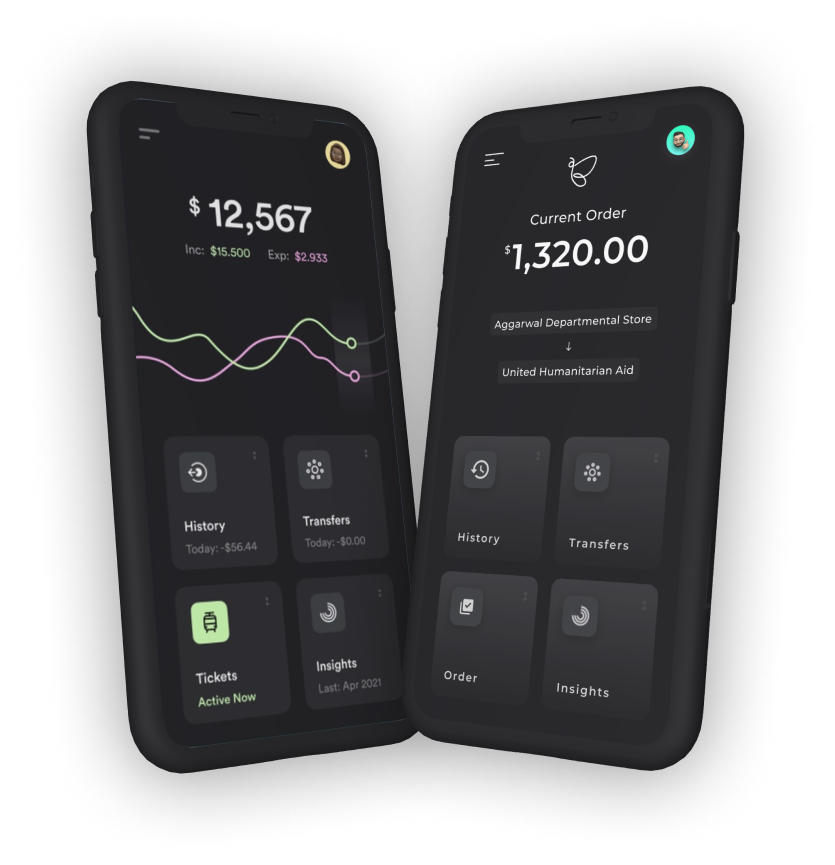 $ 12,567
Inc: $15.500 Exp: $2.933
History
Today: -$56.44
Transfers
Today: -$0.00
Tickets
Active Now
Insights
Last: Apr 2021
Current Order
$1,320.00
Aggarwal Departmental Store
↓
United Humanitarian Aid
History
Transfers
Order
Insights